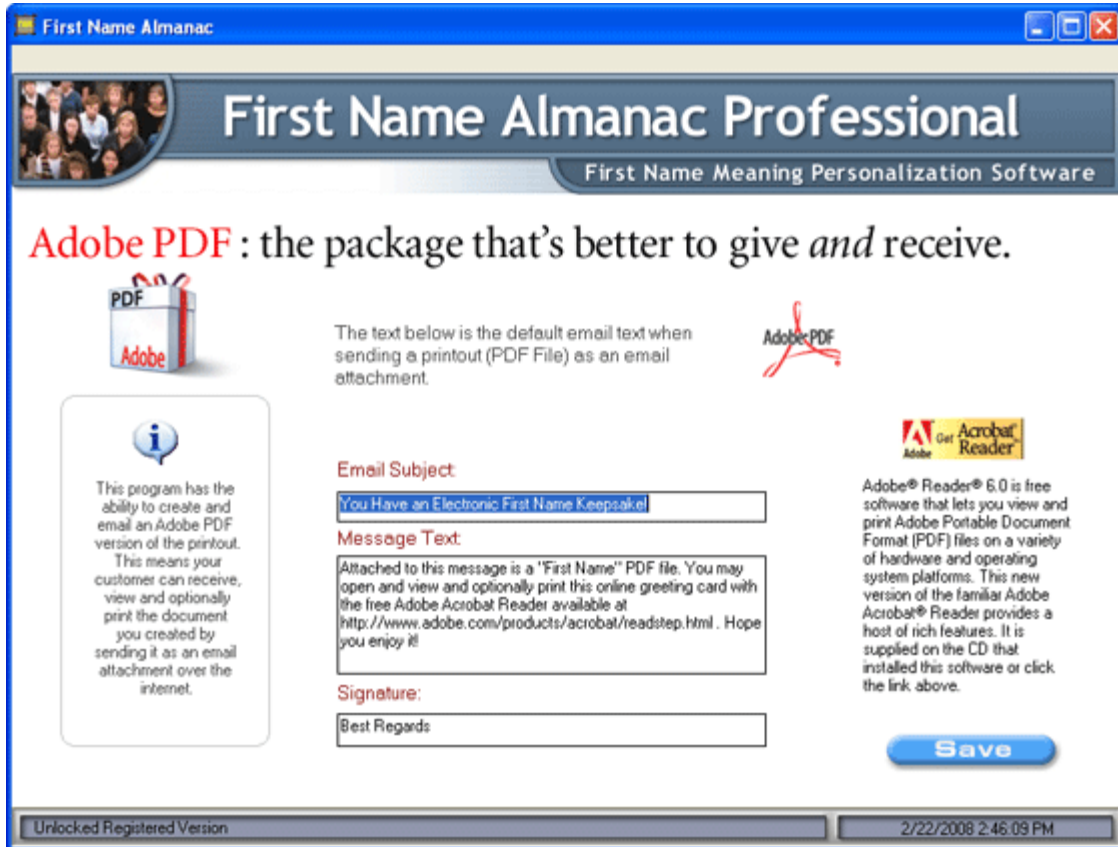 First Name Almanac
First Name Almanac Professional
First Name Meaning Personalization Software
Adobe PDF : the package that's better to give and receive.
PDF
Adobe
The text below is the default email text when
sending a printout (PDF File) as an email
attachment.
Adobe PDF
This program has the
ability to create and
email an Adobe PDF
version of the printout.
This means your
customer can receive,
view and optionally
print the document
you created by
sending it as an email
attachment over the
internet.
Email Subject:
You Have an Electronic First Name Keepsake!
Message Text:
Attached to this message is a "First Name" PDF file. You may
open and view and optionally print this online greeting card with
the free Adobe Acrobat Reader available at
http://www.adobe.com/products/acrobat/readstep.html . Hope
you enjoy it!
Signature:
Best Regards
Adobe
Get Acrobat
Reader
Adobe® Reader® 6.0 is free
software that lets you view and
print Adobe Portable Document
Format (PDF) files on a variety
of hardware and operating
system platforms. This new
version of the familiar Adobe
Acrobat® Reader provides a
host of rich features. It is
supplied on the CD that
installed this software or click
the link above.
Save
Unlocked Registered Version
2/22/2008 2:46:09 PM